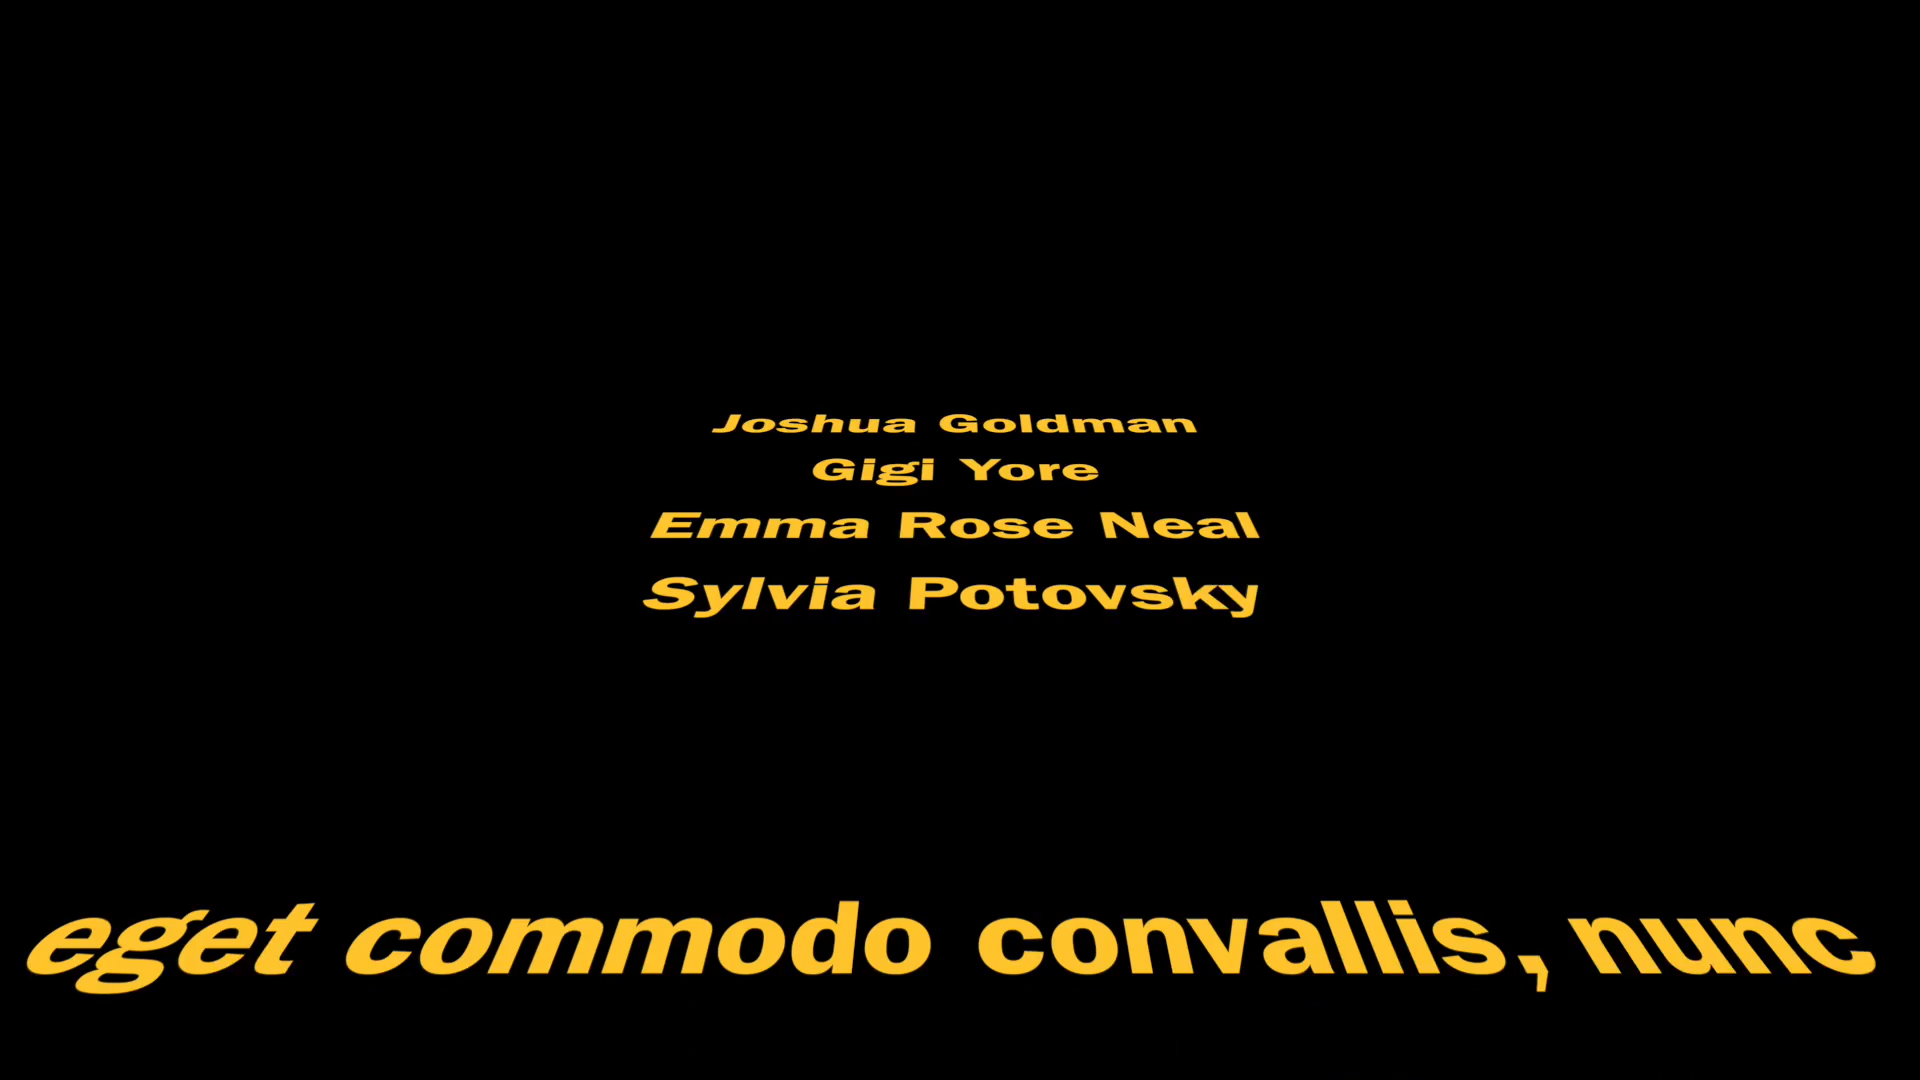 Joshua Goldman
Gigi Yore
Emma Rose Neal
Sylvia Potovsky
eget commodo convallis, nunc